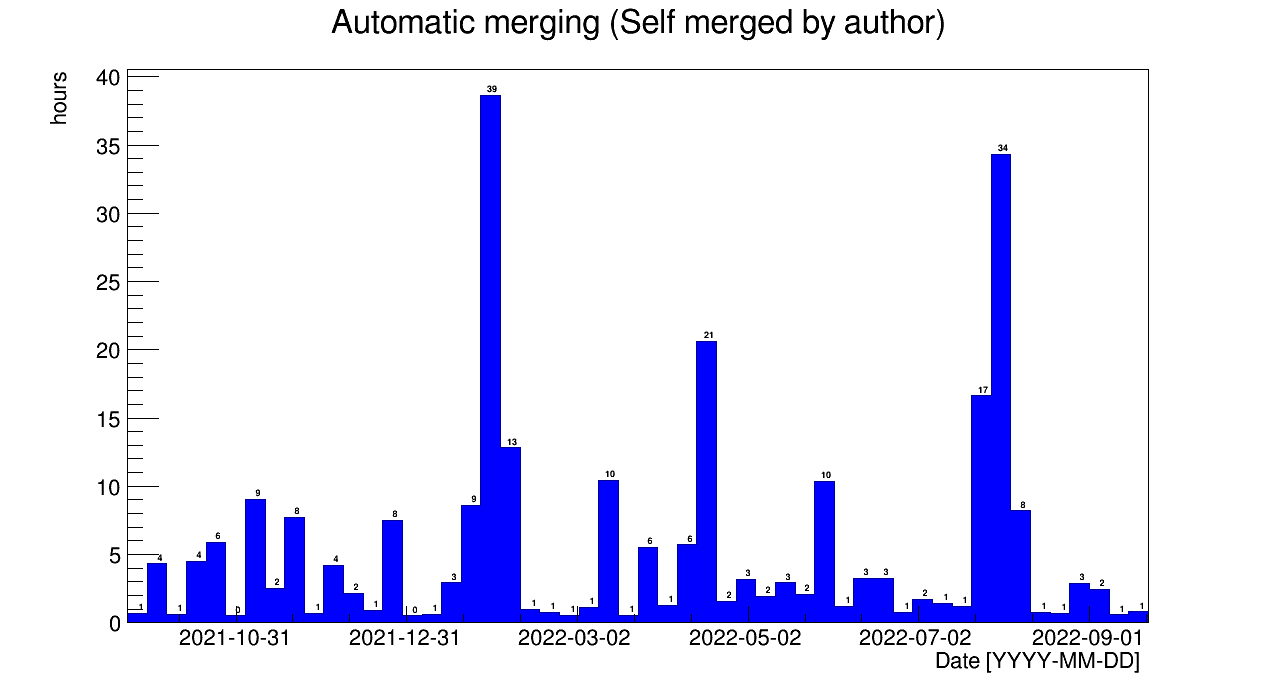 Automatic merging (Self merged by author)
hours
40
35
30
25
20
15
10
5
0
1 4 1 4 6 0 9 2 8 1 4 2 1 8 0 1 3 9 39 13 1 1 1 1 10 1 6 1 6 21 2 3 2 3 2 10 1 3 3 1 2 1 1 17 34 8 1 1 3 2 1 1
2021-10-31 2021-12-31 2022-03-02 2022-05-02 2022-07-02 2022-09-01
Date [YYYY-MM-DD]